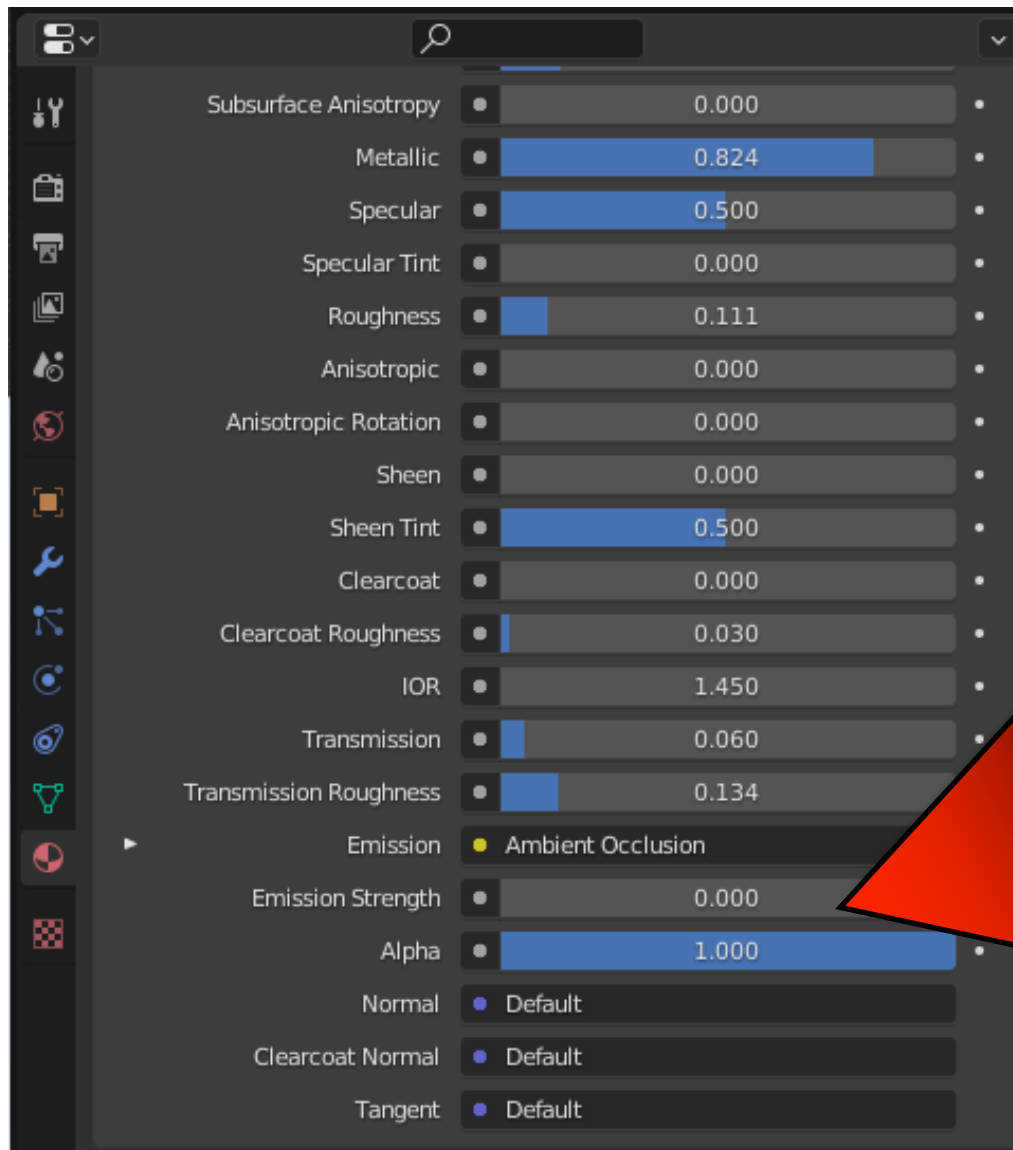 Subsurface Anisotropy 0.000
Metallic 0.824
Specular 0.500
Specular Tint 0.000
Roughness 0.111
Anisotropic 0.000
Anisotropic Rotation 0.000
Sheen 0.000
Sheen Tint 0.500
Clearcoat 0.000
Clearcoat Roughness 0.030
IOR 1.450
Transmission 0.060
Transmission Roughness 0.134
Emission Ambient Occlusion
Emission Strength 0.000
Alpha 1.000
Normal Default
Clearcoat Normal Default
Tangent Default